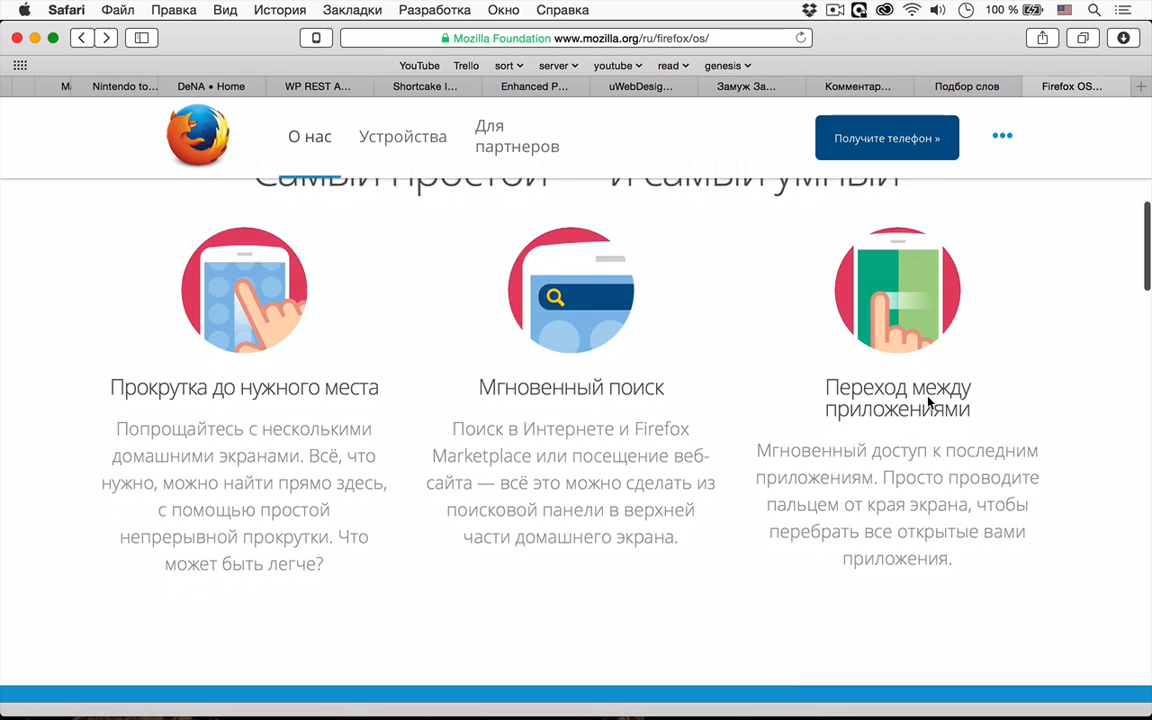 Safari Файл Правка Вид История Закладки Разработка Окно Справка 100 %
Mozilla Foundation www.mozilla.org/ru/firefox/os/
YouTube Trello sort server youtube read genesis
Nintendo to... DeNA • Home WP REST A... Shortcake I... Enhanced P... uWebDesig... Замуж За... Комментар... Подбор слов Firefox OS...
О нас Устройства Для
партнеров
Получите телефон »
Самый простой и самый умный
Прокрутка до нужного места
Попрощайтесь с несколькими
домашними экранами. Всё, что
нужно, можно найти прямо здесь,
с помощью простой
непрерывной прокрутки. Что
может быть легче?
Мгновенный поиск
Поиск в Интернете и Firefox
Marketplace или посещение веб-
сайта — всё это можно сделать из
поисковой панели в верхней
части домашнего экрана.
Переход между
приложениями
Мгновенный доступ к последним
приложениям. Просто проводите
пальцем от края экрана, чтобы
перебрать все открытые вами
приложения.